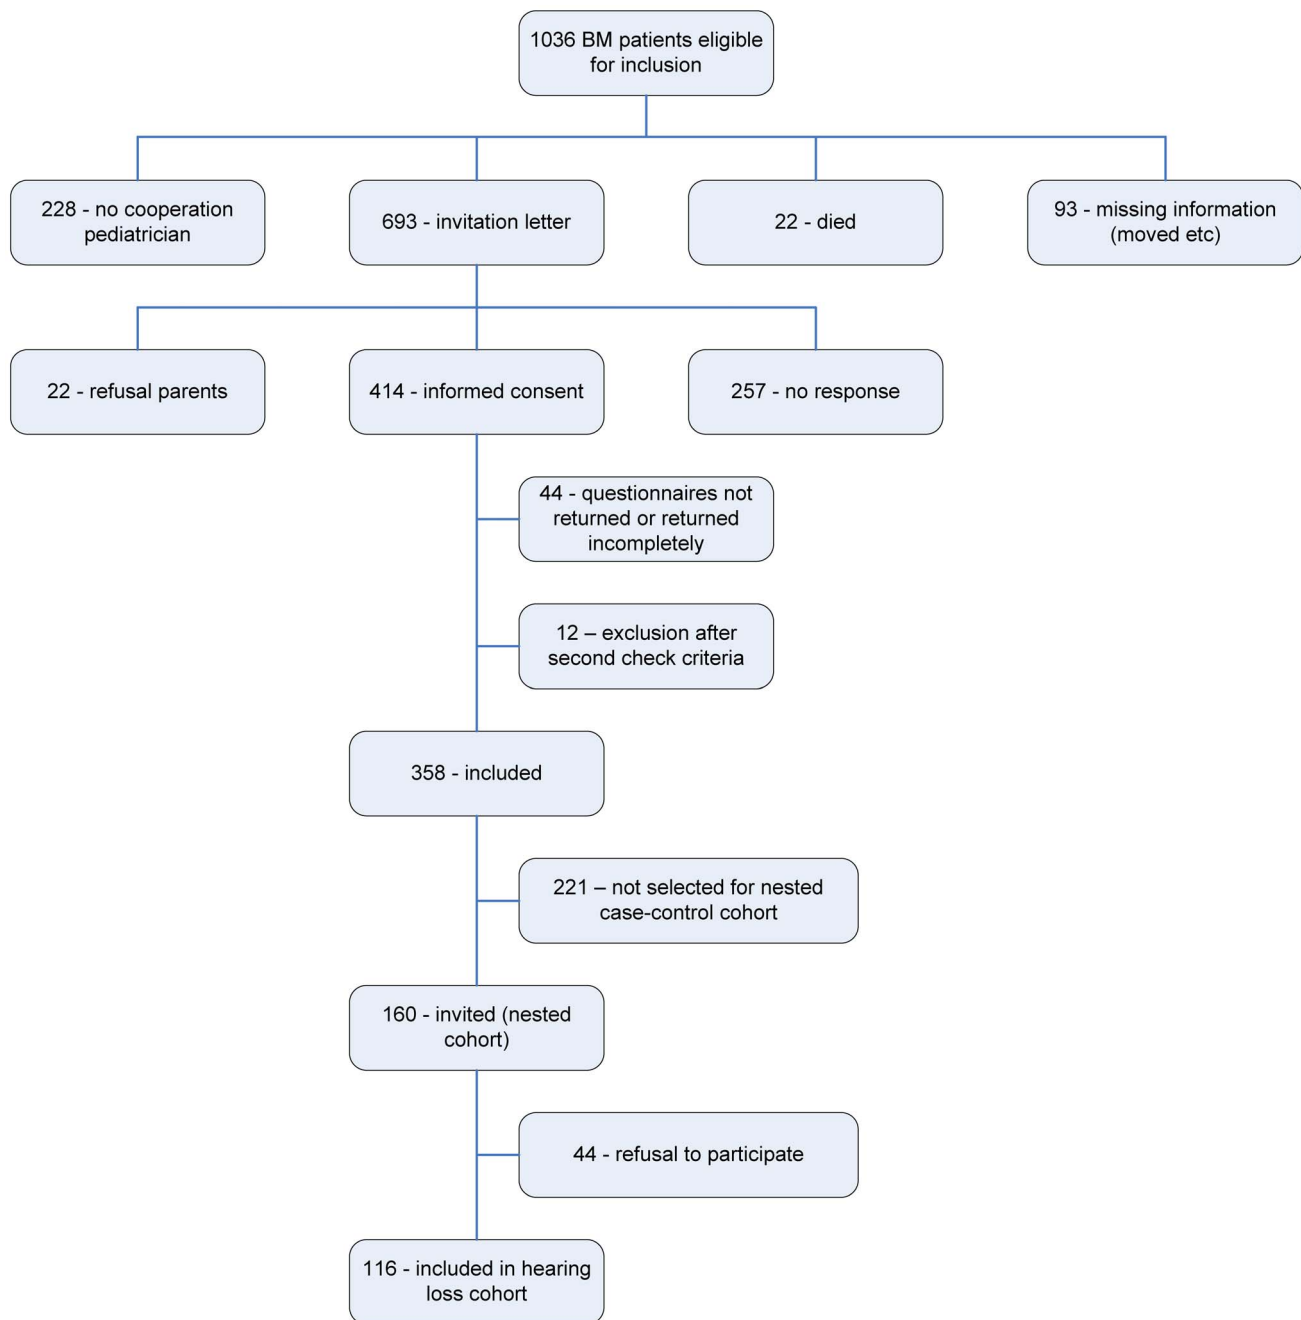 1036 BM patients eligible
for inclusion
228 - no cooperation
pediatrician
693 - invitation letter
22 - died
93 - missing information
(moved etc)
22 - refusal parents
414 - informed consent
257 - no response
44 - questionnaires not
returned or returned
incompletely
12 – exclusion after
second check criteria
358 - included
221 – not selected for nested
case-control cohort
160 - invited (nested
cohort)
44 - refusal to participate
116 - included in hearing
loss cohort